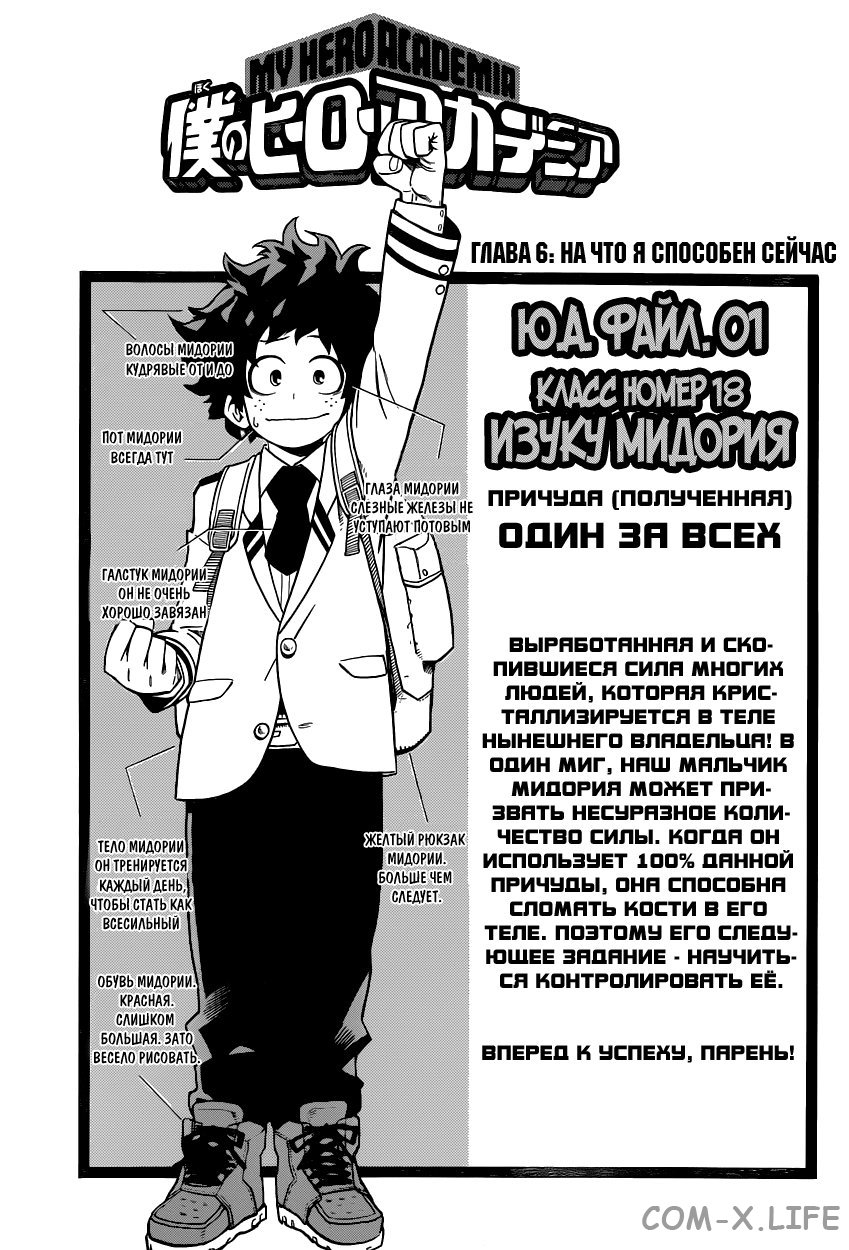 MY HERO ACADEMIA
ぼく
僕のヒーローアカデミア
ГЛАВА 6: НА ЧТО Я СПОСОБЕН СЕЙЧАС
Ю.Д. ФАЙЛ. 01
КЛАСС НОМЕР 18
ИЗУКУ МИДОРИЯ
ПРИЧУДА (ПОЛУЧЕННАЯ)
ОДИН ЗА ВСЕХ
ВЫРАБОТАННАЯ И СКО-
ПИВШИЕСЯ СИЛА МНОГИХ
ЛЮДЕЙ, КОТОРАЯ КРИС-
ТАЛЛИЗИРУЕТСЯ В ТЕЛЕ
НЫНЕШНЕГО ВЛАДЕЛЬЦА! В
ОДИН МИГ, НАШ МАЛЬЧИК
МИДОРИЯ МОЖЕТ ПРИ-
ЗВАТЬ НЕСУРАЗНОЕ КОЛИ-
ЧЕСТВО СИЛЫ. КОГДА ОН
ИСПОЛЬЗУЕТ 100% ДАННОЙ
ПРИЧУДЫ, ОНА СПОСОБНА
СЛОМАТЬ КОСТИ В ЕГО
ТЕЛЕ. ПОЭТОМУ ЕГО СЛЕДУ-
ЮЩЕЕ ЗАДАНИЕ - НАУЧИТЬ-
СЯ КОНТРОЛИРОВАТЬ ЕЁ.
ВПЕРЕД К УСПЕХУ, ПАРЕНЬ!
ВОЛОСЫ МИДОРИИ
КУДРЯВЫЕ ОТ И ДО
ПОТ МИДОРИИ
ВСЕГДА ТУТ
ГЛАЗА МИДОРИИ
СЛЕЗНЫЕ ЖЕЛЕЗЫ НЕ
УСТУПАЮТ ПОТОВЫМ
ГАЛСТУК МИДОРИИ
ОН НЕ ОЧЕНЬ
ХОРОШО ЗАВЯЗАН
ТЕЛО МИДОРИИ
ОН ТРЕНИРУЕТСЯ
КАЖДЫЙ ДЕНЬ,
ЧТОБЫ СТАТЬ КАК
ВСЕСИЛЬНЫЙ
ЖЕЛТЫЙ РЮКЗАК
МИДОРИИ.
БОЛЬШЕ ЧЕМ
СЛЕДУЕТ.
ОБУВЬ МИДОРИИ.
КРАСНАЯ.
СЛИШКОМ
БОЛЬШАЯ. ЗАТО
ВЕСЕЛО РИСОВАТЬ.
COM-X.LIFE